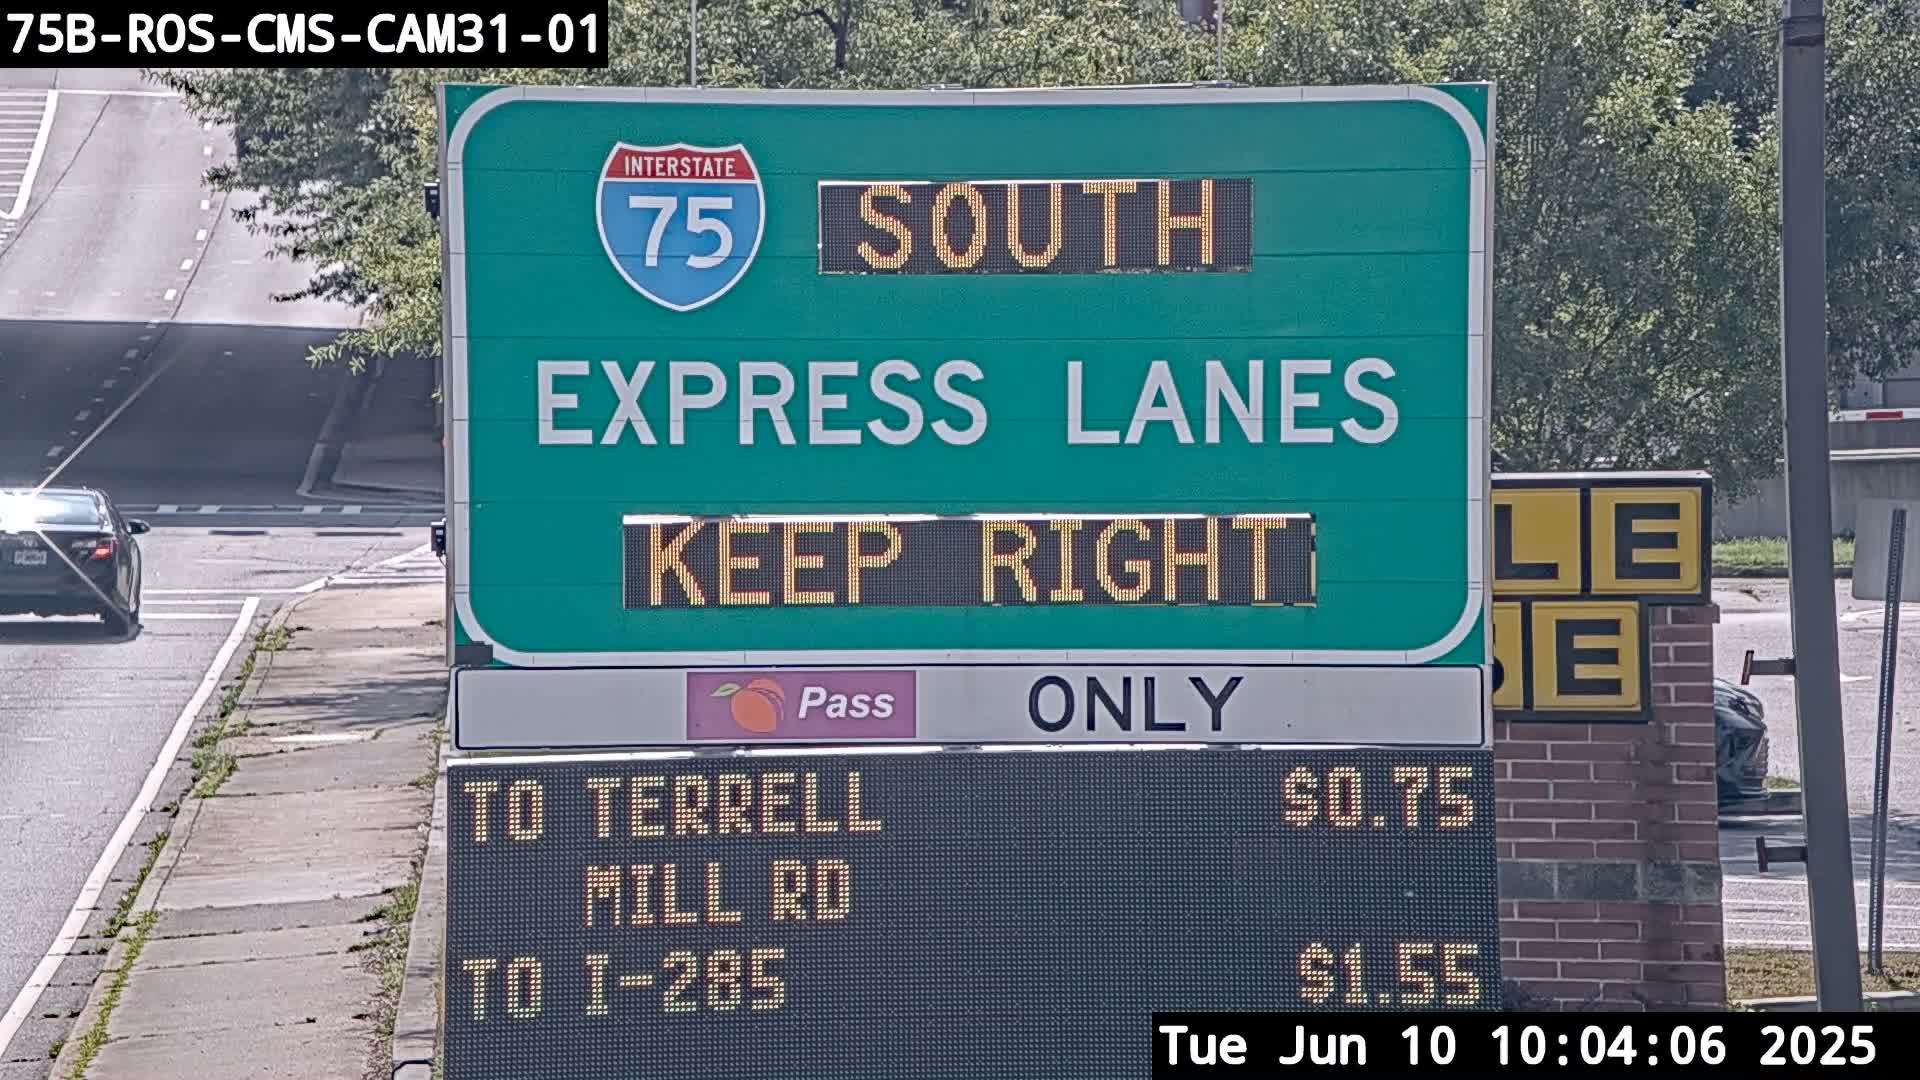 75B-ROS-CMS-CAM31-01
INTERSTATE
75
SOUTH
EXPRESS LANES
KEEP RIGHT
LE
E
Pass ONLY
TO TERRELL $0.75
MILL RD
TO I-285 $1.55
Tue Jun 10 10:04:06 2025